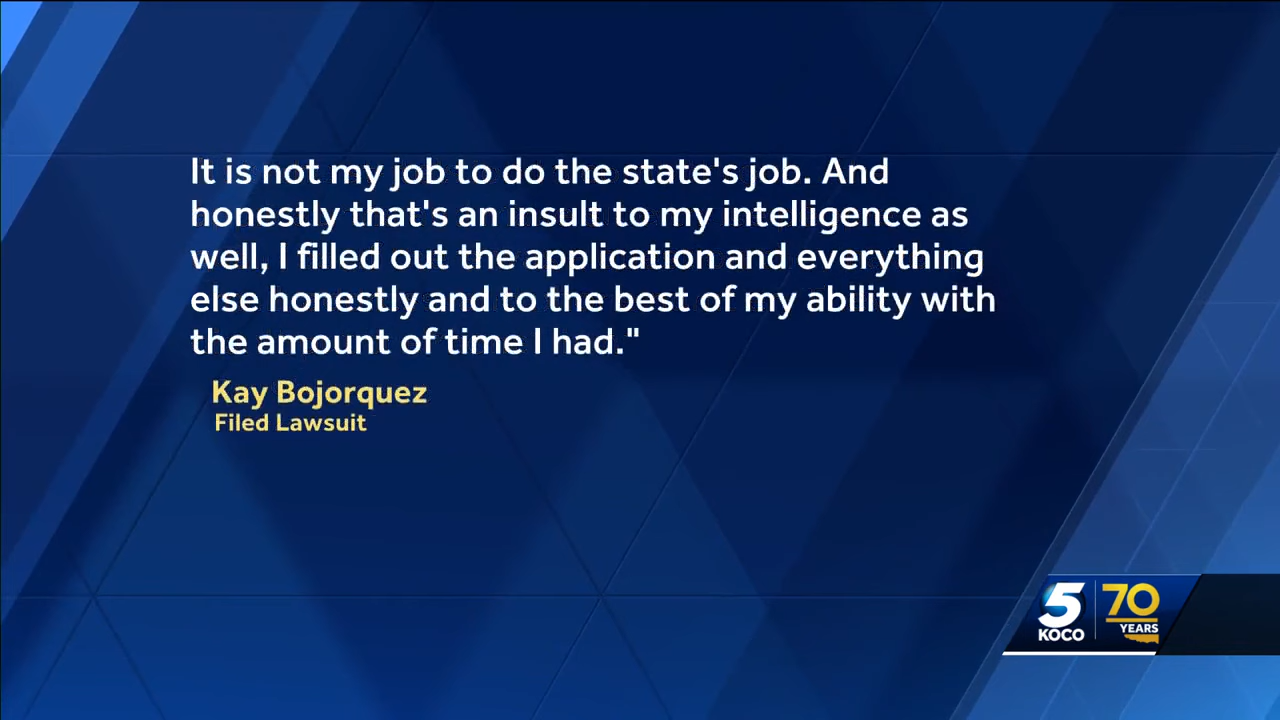 It is not my job to do the state's job. And
honestly that's an insult to my intelligence as
well, I filled out the application and everything
else honestly and to the best of my ability with
the amount of time I had."
Kay Bojorquez
Filed Lawsuit
5 70
YEARS
KOCO